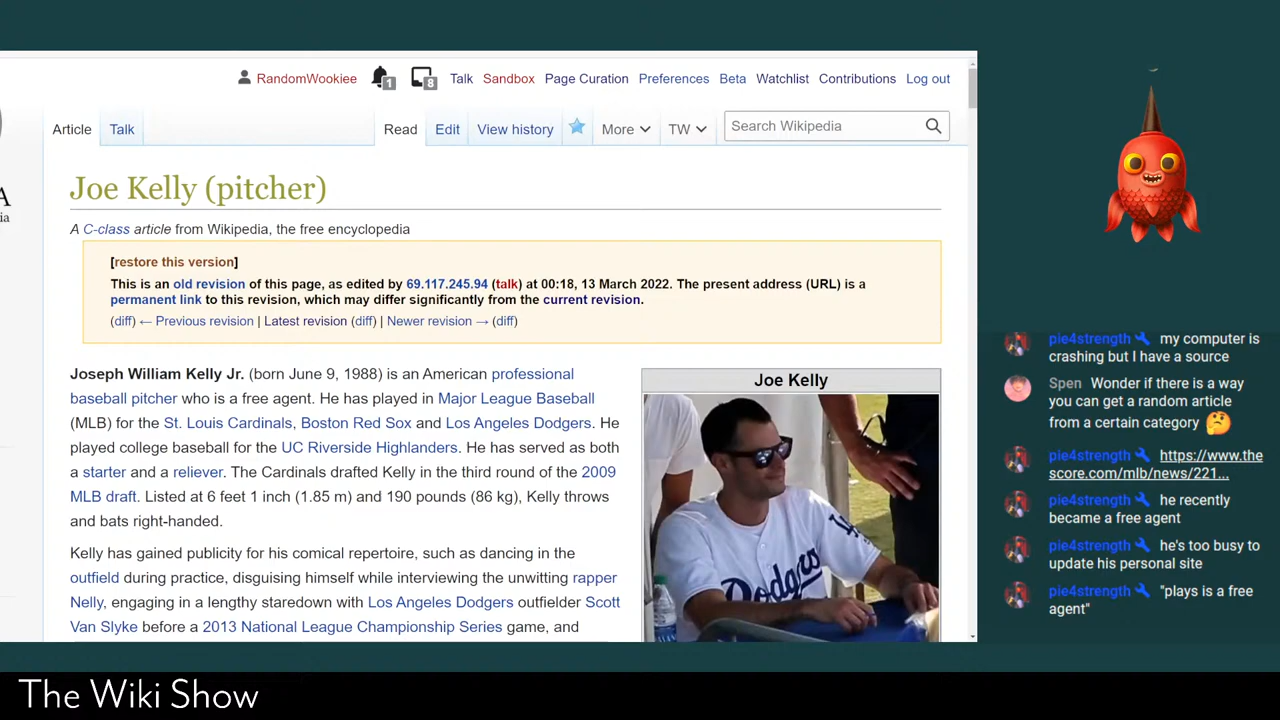 RandomWookiee 1 8 Talk Sandbox Page Curation Preferences Beta Watchlist Contributions Log out
Article Talk Read Edit View history More TW Search Wikipedia
A
ia
Joe Kelly (pitcher)
A C-class article from Wikipedia, the free encyclopedia
[restore this version]
This is an old revision of this page, as edited by 69.117.245.94 (talk) at 00:18, 13 March 2022. The present address (URL) is a
permanent link to this revision, which may differ significantly from the current revision.
(diff) ← Previous revision | Latest revision (diff) | Newer revision → (diff)
Joseph William Kelly Jr. (born June 9, 1988) is an American professional
baseball pitcher who is a free agent. He has played in Major League Baseball
(MLB) for the St. Louis Cardinals, Boston Red Sox and Los Angeles Dodgers. He
played college baseball for the UC Riverside Highlanders. He has served as both
a starter and a reliever. The Cardinals drafted Kelly in the third round of the 2009
MLB draft. Listed at 6 feet 1 inch (1.85 m) and 190 pounds (86 kg), Kelly throws
and bats right-handed.
Kelly has gained publicity for his comical repertoire, such as dancing in the
outfield during practice, disguising himself while interviewing the unwitting rapper
Nelly, engaging in a lengthy staredown with Los Angeles Dodgers outfielder Scott
Van Slyke before a 2013 National League Championship Series game, and
Joe Kelly
Dodgers
LA
pie4strength my computer is
crashing but I have a source
Spen Wonder if there is a way
you can get a random article
from a certain category 🤔
pie4strength https://www.the
score.com/mlb/news/221...
pie4strength he recently
became a free agent
pie4strength he's too busy to
update his personal site
pie4strength "plays is a free
agent"
The Wiki Show